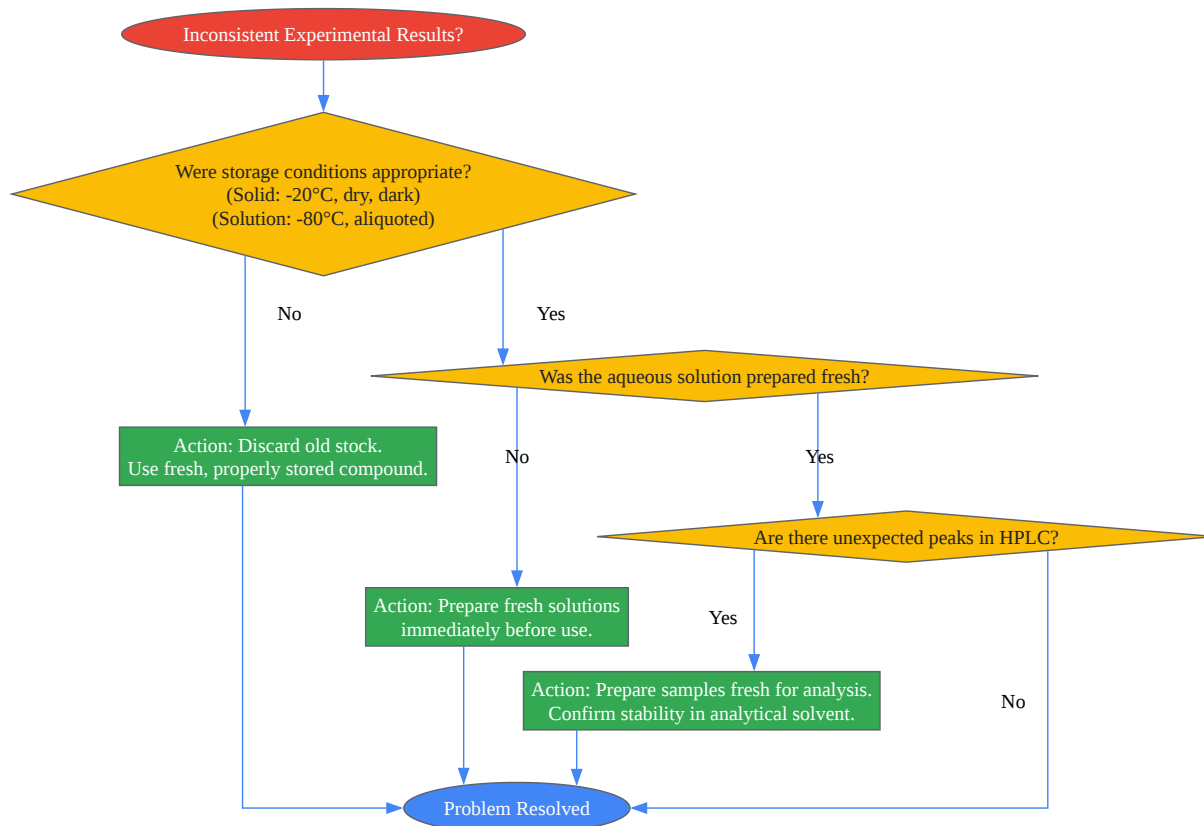 Inconsistent Experimental Results?
Were storage conditions appropriate?
(Solid: -20°C, dry, dark)
(Solution: -80°C, aliquoted)
No
Yes
Was the aqueous solution prepared fresh?
Action: Discard old stock.
Use fresh, properly stored compound.
No
Yes
Are there unexpected peaks in HPLC?
Action: Prepare fresh solutions
immediately before use.
Yes
Action: Prepare samples fresh for analysis.
Confirm stability in analytical solvent.
No
Problem Resolved